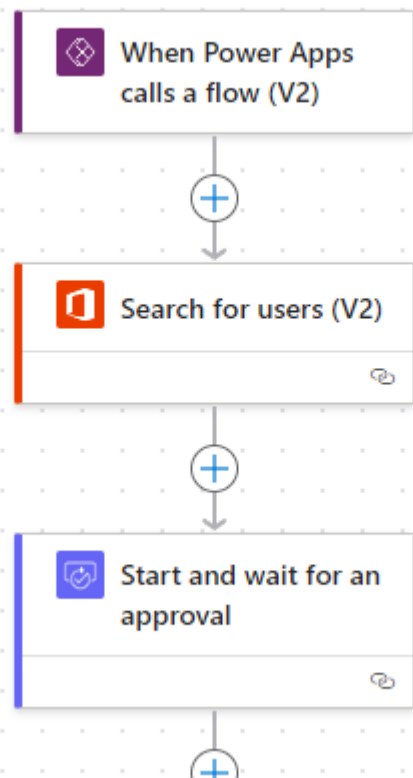 When Power Apps
calls a flow (V2)
Search for users (V2)
Start and wait for an
approval